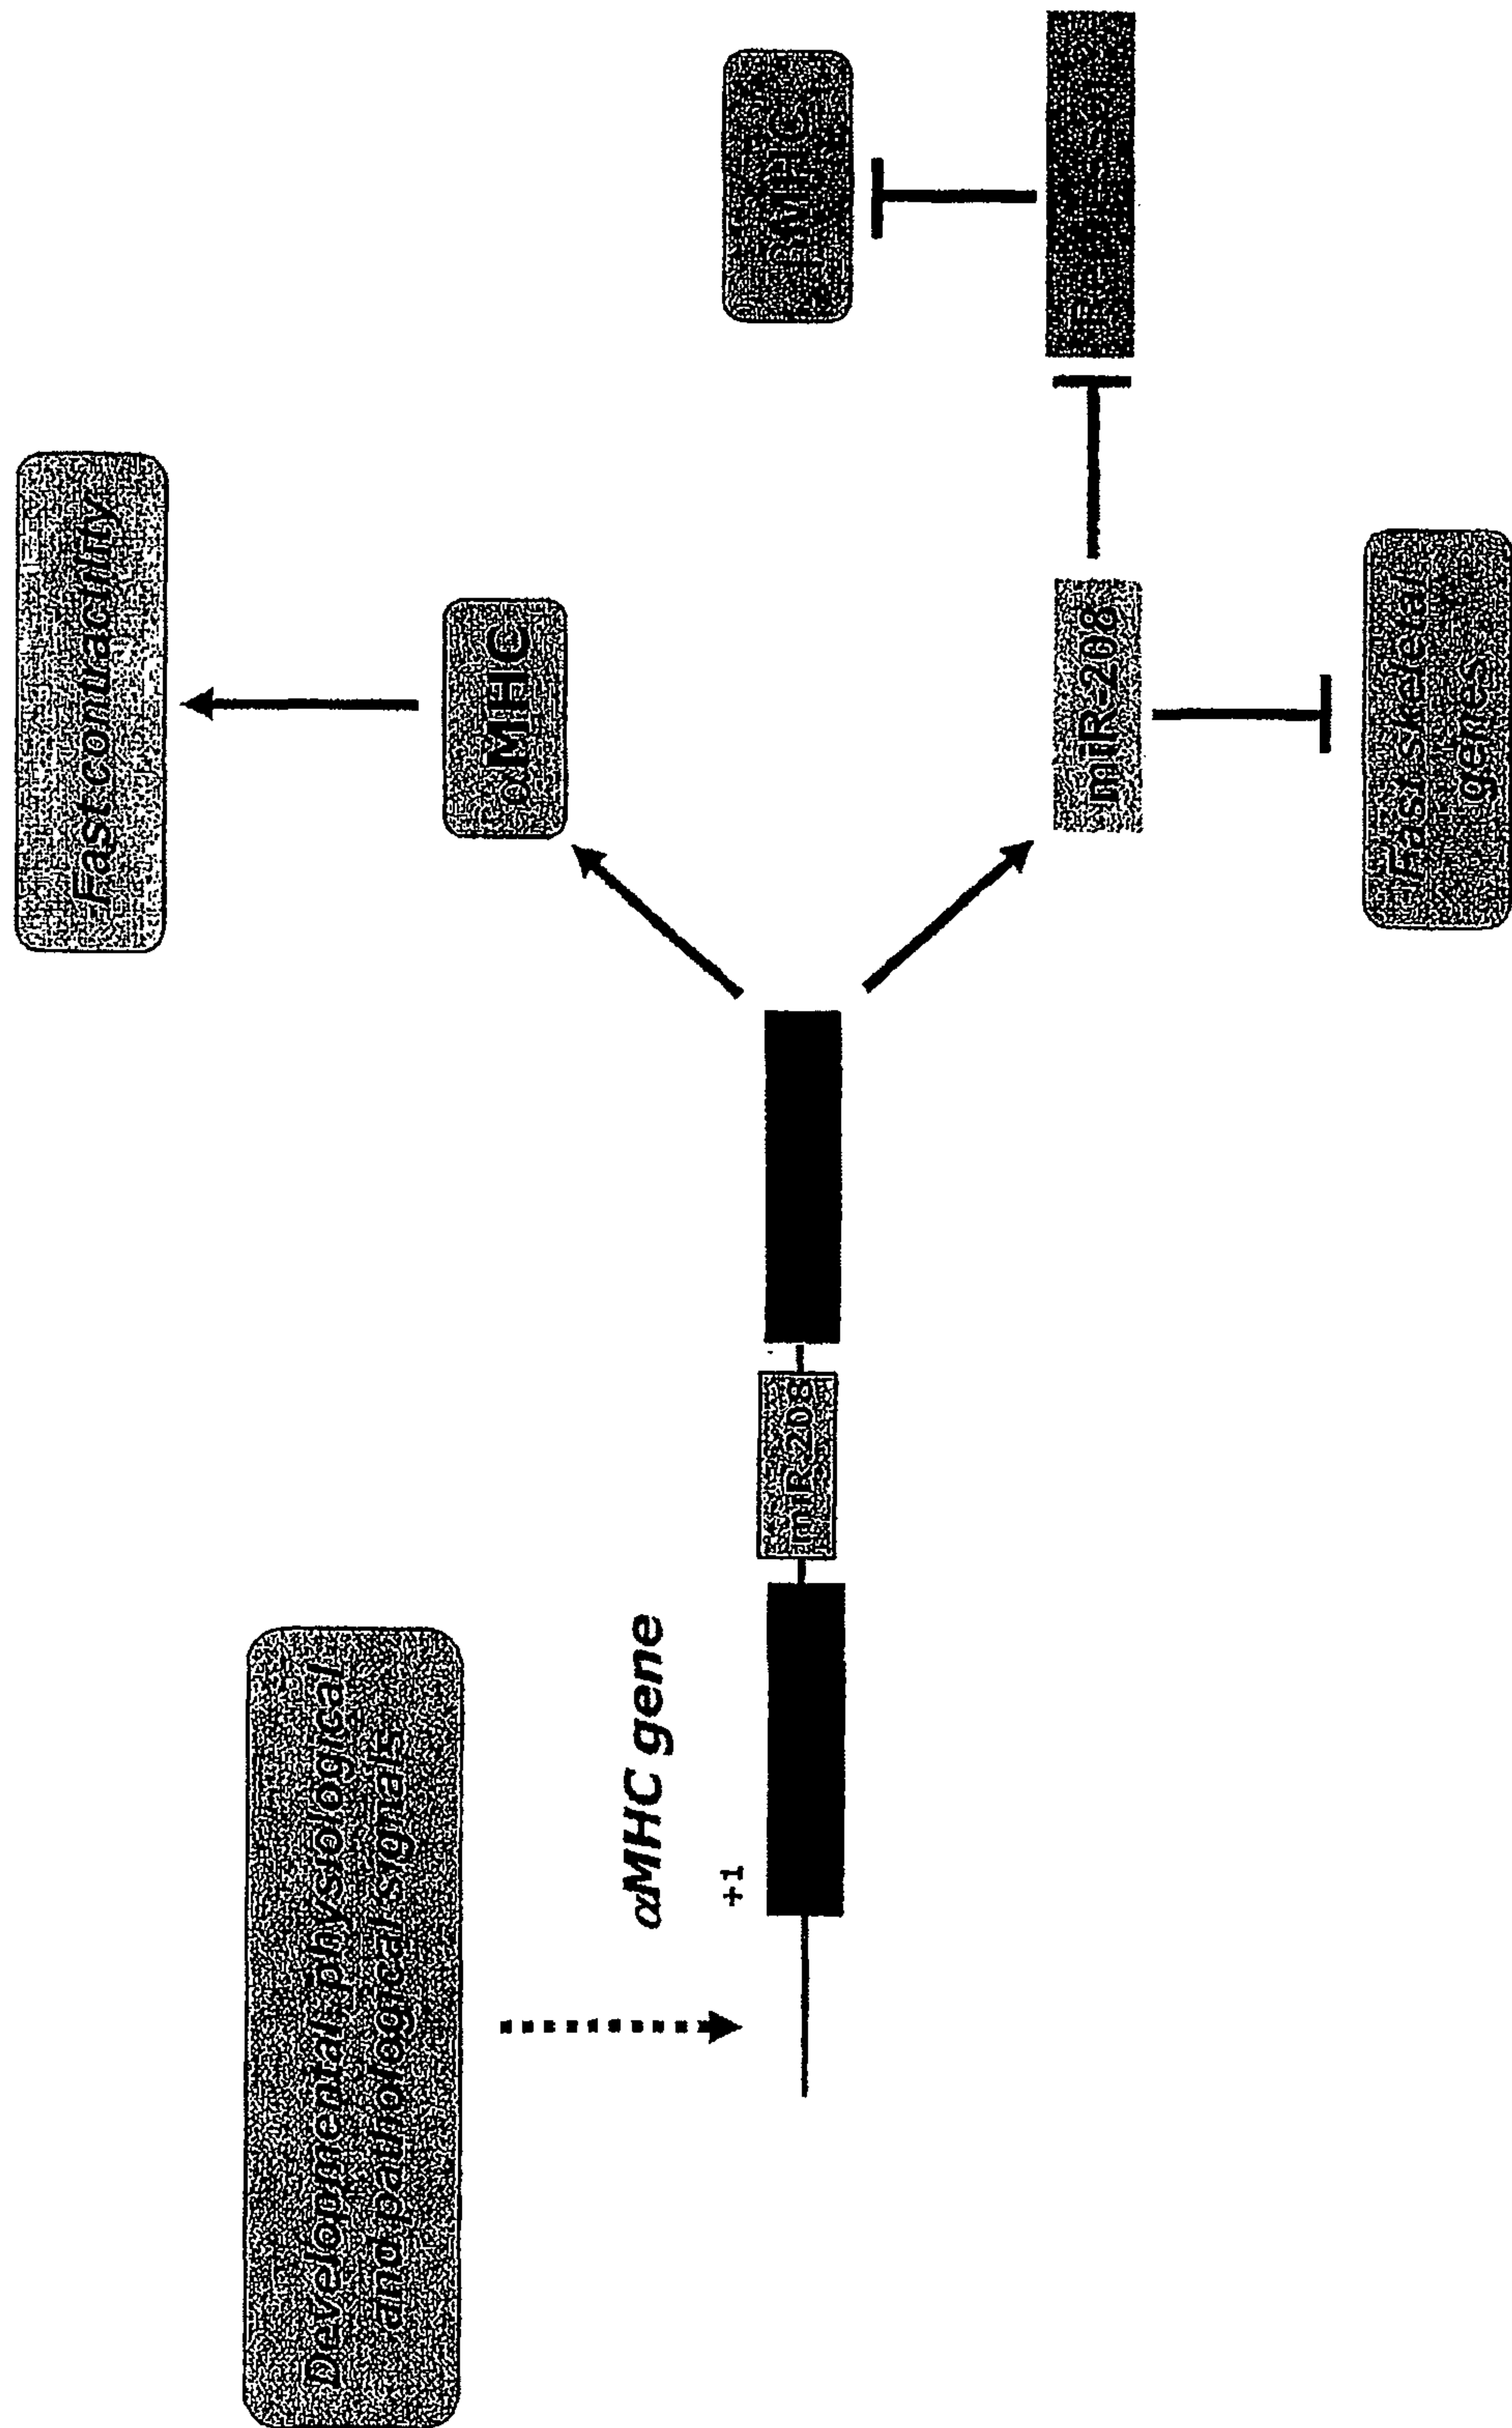 Developmental, physiological
and pathological signals
αMHC gene
+1
miR-208
αMHC
Fast contractility
miR-208
Fast skeletal
genes
βMHC